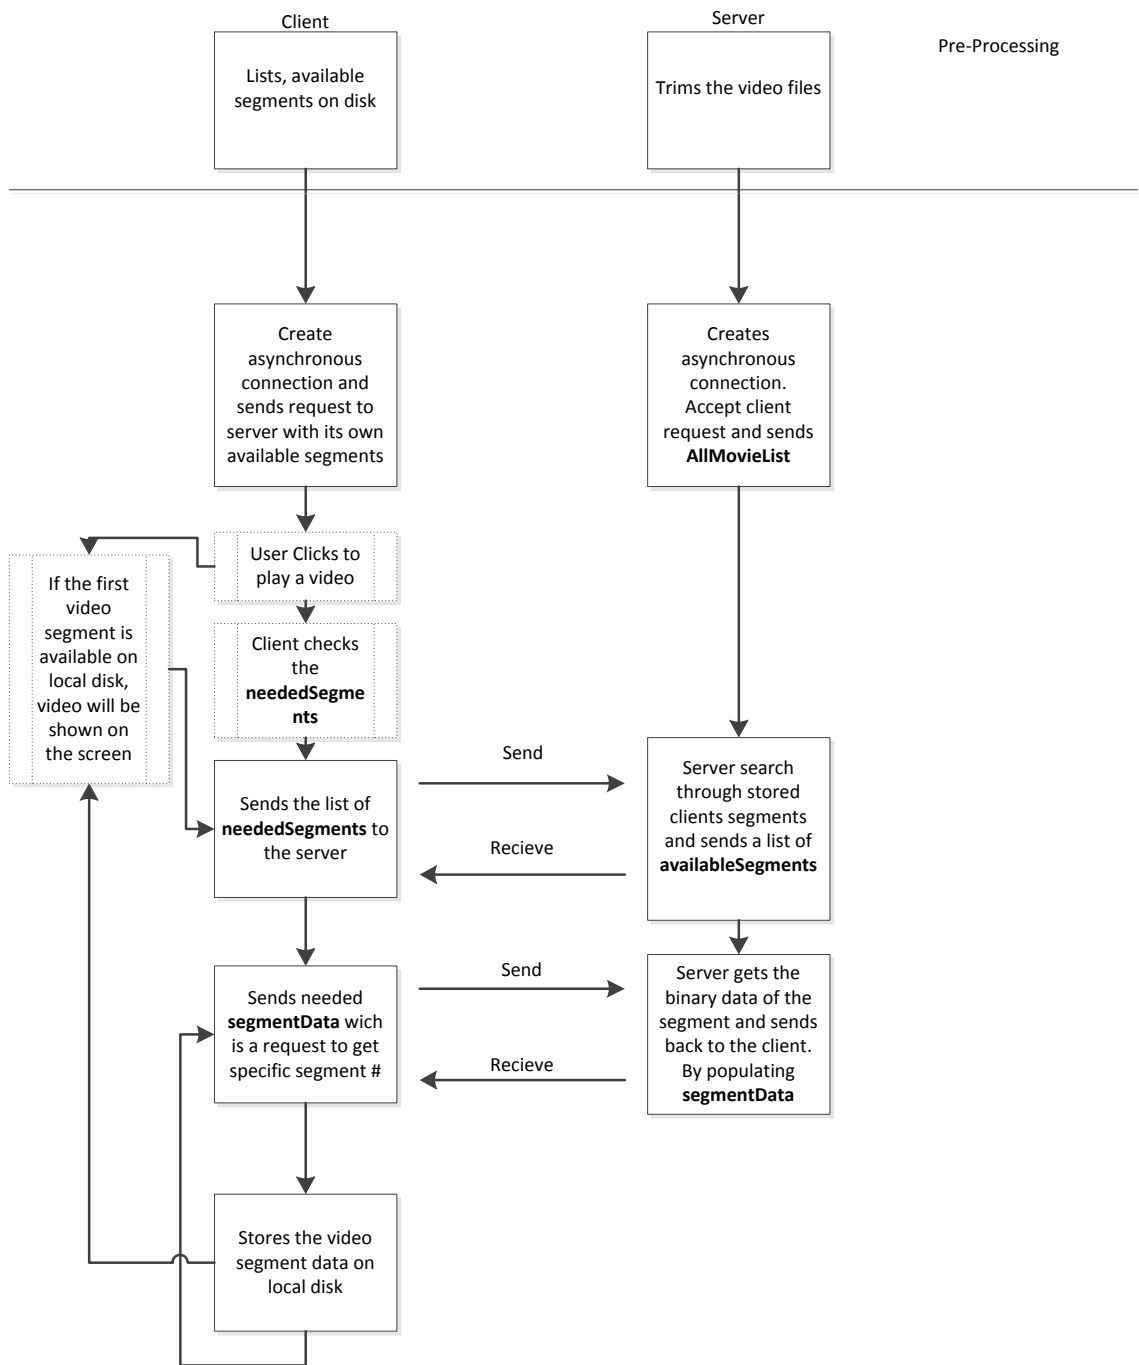 Client
Server
Pre-Processing
Lists, available
segments on disk
Trims the video files
Create
asynchronous
connection and
sends request to
server with its own
available segments
Creates
asynchronous
connection.
Accept client
request and sends
AllMovieList
User Clicks to
play a video
If the first
video
segment is
available on
local disk,
video will be
shown on
the screen
Client checks
the
neededSegme
nts
Send
Sends the list of
neededSegments to
the server
Server search
through stored
clients segments
and sends a list of
availableSegments
Recieve
Send
Sends needed
segmentData wich
is a request to get
specific segment #
Server gets the
binary data of the
segment and sends
back to the client.
By populating
segmentData
Recieve
Stores the video
segment data on
local disk